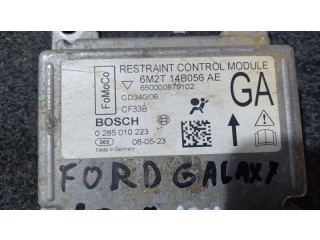 FoMoCo
RESTRAINT CONTROL MODULE
6M2T 14B056 AE
650000879102
CD340/06
CF33B
GA
BOSCH
0 285 010 223
365 08-05-23
Made in Germany
FORD GALAXY